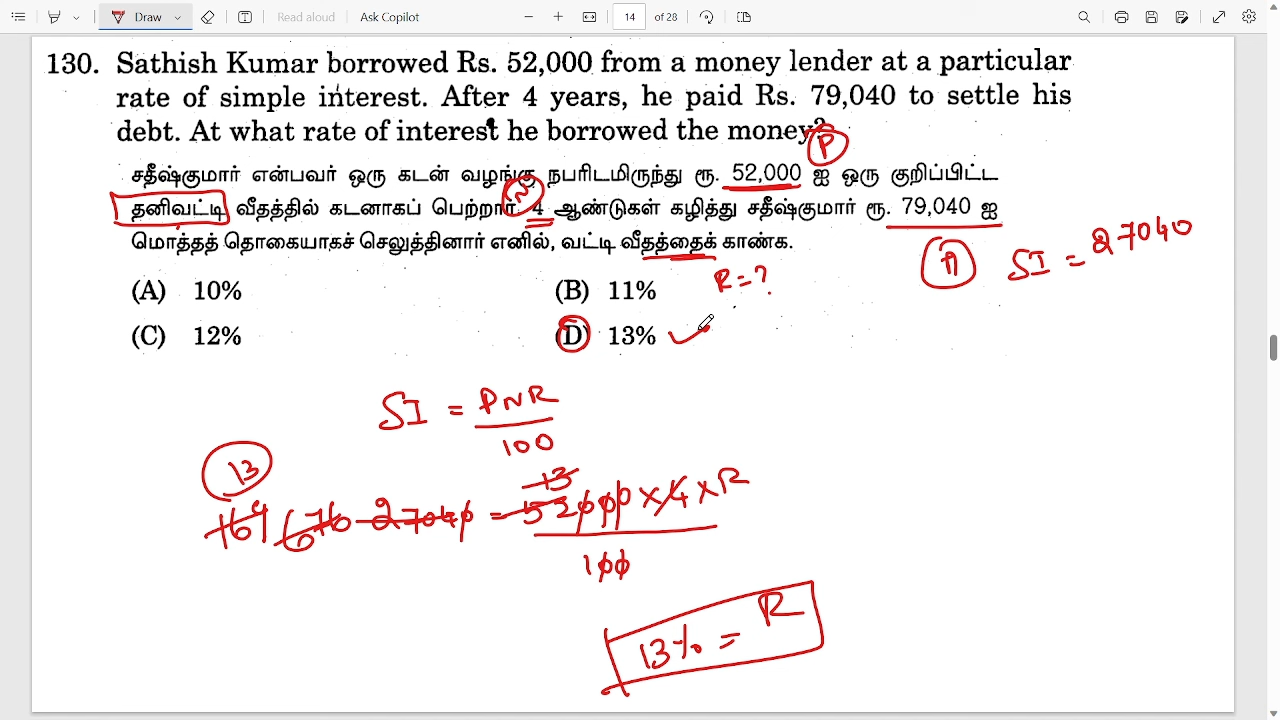 Draw
Read aloud
Ask Copilot
14 of 28
130. Sathish Kumar borrowed Rs. 52,000 from a money lender at a particular
rate of simple interest. After 4 years, he paid Rs. 79,040 to settle his
debt. At what rate of interest he borrowed the money?
P
சதீஷ்குமார் என்பவர் ஒரு கடன் வழங்கு நபரிடமிருந்து ரூ. 52,000 ஐ ஒரு குறிப்பிட்ட
N
தனிவட்டி வீதத்தில் கடனாகப் பெற்றார். 4 ஆண்டுகள் கழித்து சதீஷ்குமார் ரூ. 79,040 ஐ
மொத்தத் தொகையாகச் செலுத்தினார் எனில், வட்டி வீதத்தைக் காண்க.
A SI = 27040
R = ?
(A) 10% (B) 11%
(C) 12% (D) 13%
SI = PNR
100
13 13
169 676 27040 = 52000 x 4 x R
100
13% = R